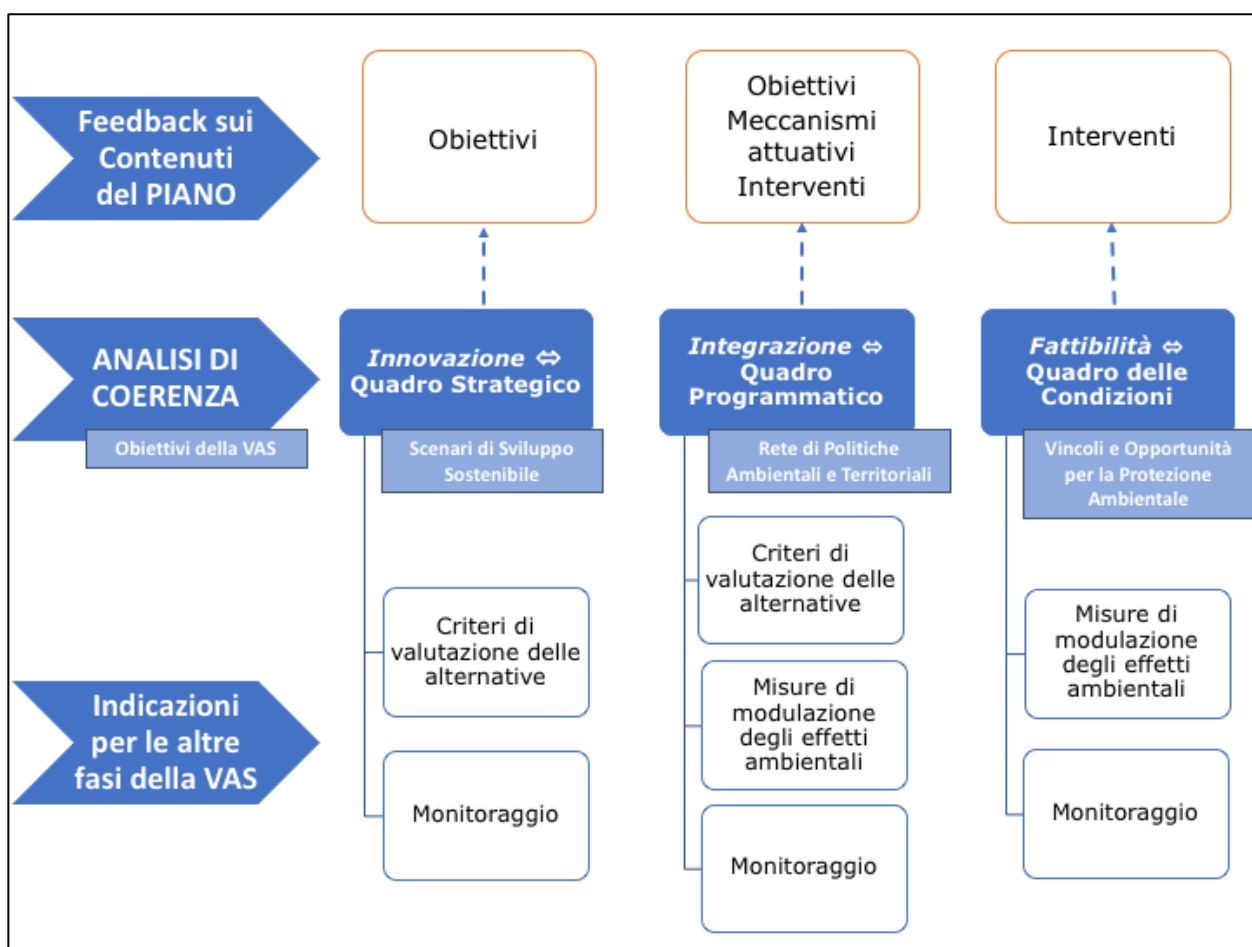 Feedback sui
Contenuti
del PIANO
Obiettivi
Obiettivi
Meccanismi
attuativi
Interventi
Interventi
ANALISI DI
COERENZA
Obiettivi della VAS
Innovazione ⇔
Quadro Strategico
Scenari di Sviluppo
Sostenibile
Integrazione ⇔
Quadro
Programmatico
Rete di Politiche
Ambientali e Territoriali
Fattibilità ⇔
Quadro delle
Condizioni
Vincoli e Opportunità
per la Protezione
Ambientale
Indicazioni
per le altre
fasi della VAS
Criteri di
valutazione delle
alternative
Monitoraggio
Criteri di
valutazione delle
alternative
Misure di
modulazione
degli effetti
ambientali
Monitoraggio
Misure di
modulazione
degli effetti
ambientali
Monitoraggio